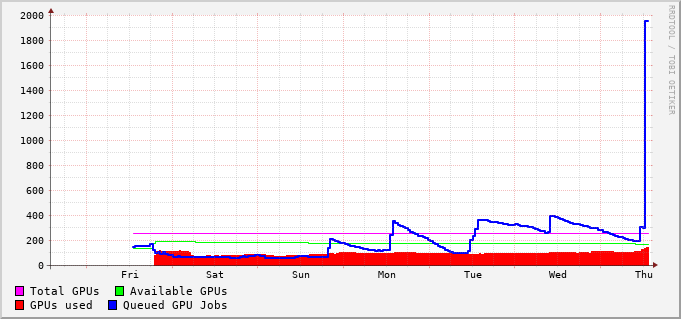 2000
1800
1600
1400
1200
1000
800
600
400
200
0
Fri Sat Sun Mon Tue Wed Thu
Total GPUs Available GPUs
GPUs used Queued GPU Jobs
RRDTOOL / TOBI OETIKER